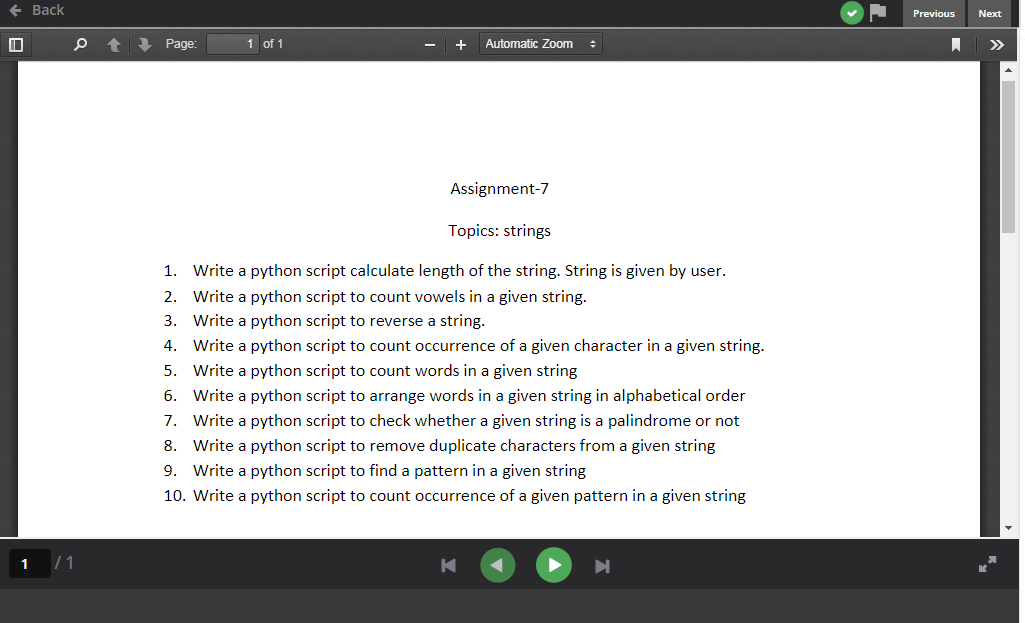 Back
Previous Next
Page: 1 of 1
Automatic Zoom
Assignment-7
Topics: strings
1. Write a python script calculate length of the string. String is given by user.
2. Write a python script to count vowels in a given string.
3. Write a python script to reverse a string.
4. Write a python script to count occurrence of a given character in a given string.
5. Write a python script to count words in a given string
6. Write a python script to arrange words in a given string in alphabetical order
7. Write a python script to check whether a given string is a palindrome or not
8. Write a python script to remove duplicate characters from a given string
9. Write a python script to find a pattern in a given string
10. Write a python script to count occurrence of a given pattern in a given string
1 / 1